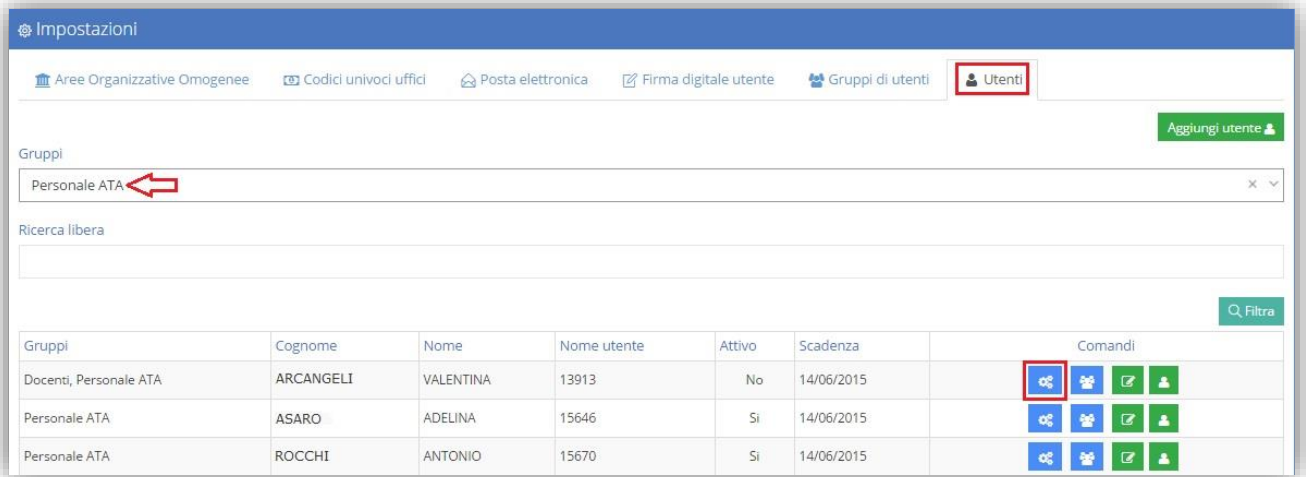 Impostazioni
Aree Organizzative Omogenee Codici univoci uffici Posta elettronica Firma digitale utente Gruppi di utenti Utenti
Aggiungi utente
Gruppi
Personale ATA
Ricerca libera
Filtra
Gruppi Cognome Nome Nome utente Attivo Scadenza Comandi
Docenti, Personale ATA ARCANGELI VALENTINA 13913 No 14/06/2015
Personale ATA ASARO ADELINA 15646 Si 14/06/2015
Personale ATA ROCCHI ANTONIO 15670 Si 14/06/2015